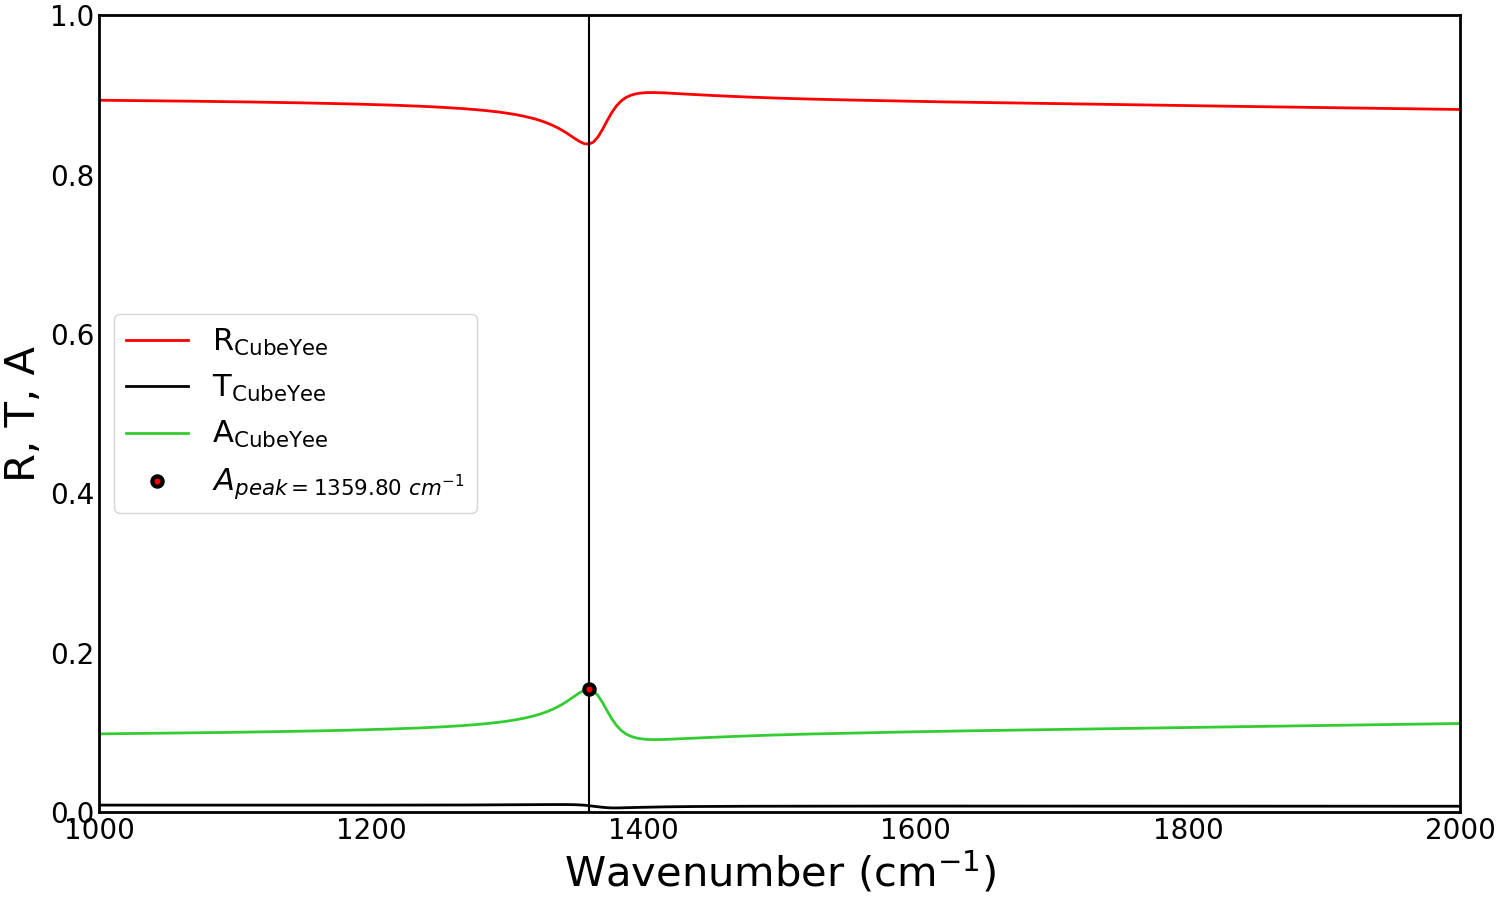 1.0
0.8
0.6
0.4
0.2
0.0
R, T, A
R_CubeYee
T_CubeYee
A_CubeYee
A_peak = 1359.80 cm⁻¹
1000 1200 1400 1600 1800 2000
Wavenumber (cm⁻¹)